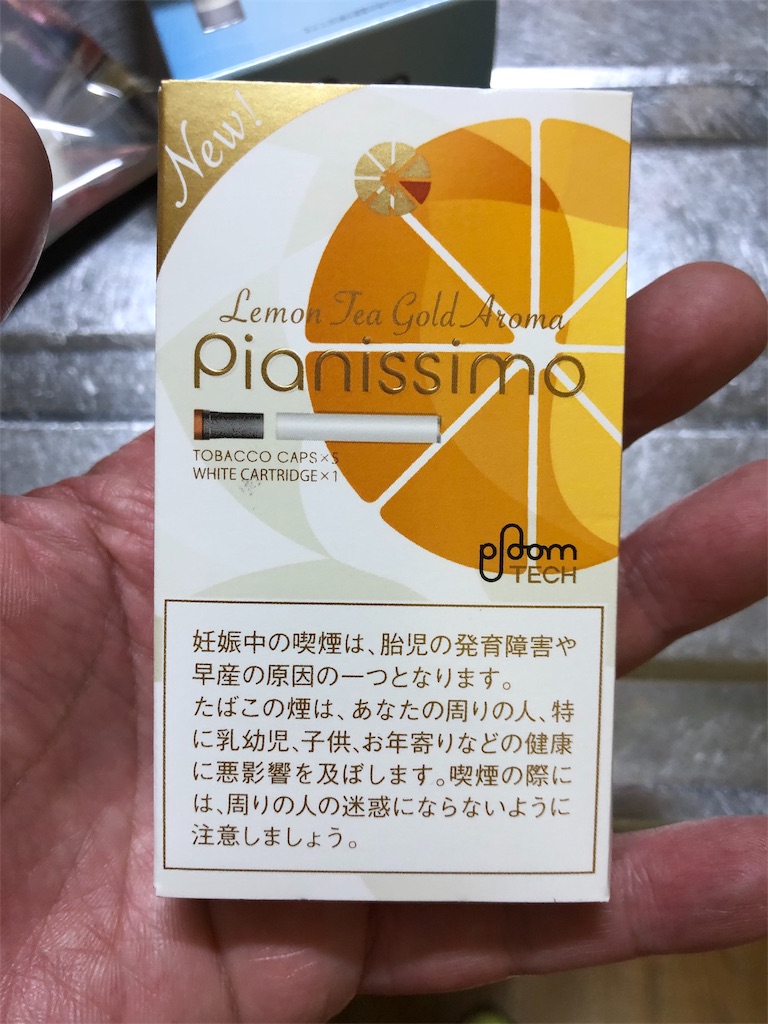 New!
Lemon Tea Gold Aroma
Pianissimo
TOBACCO CAPS×5
WHITE CARTRIDGE×1
ploom
TECH
妊娠中の喫煙は、胎児の発育障害や
早産の原因の一つとなります。
たばこの煙は、あなたの周りの人、特
に乳幼児、子供、お年寄りなどの健康
に悪影響を及ぼします。喫煙の際に
は、周りの人の迷惑にならないように
注意しましょう。